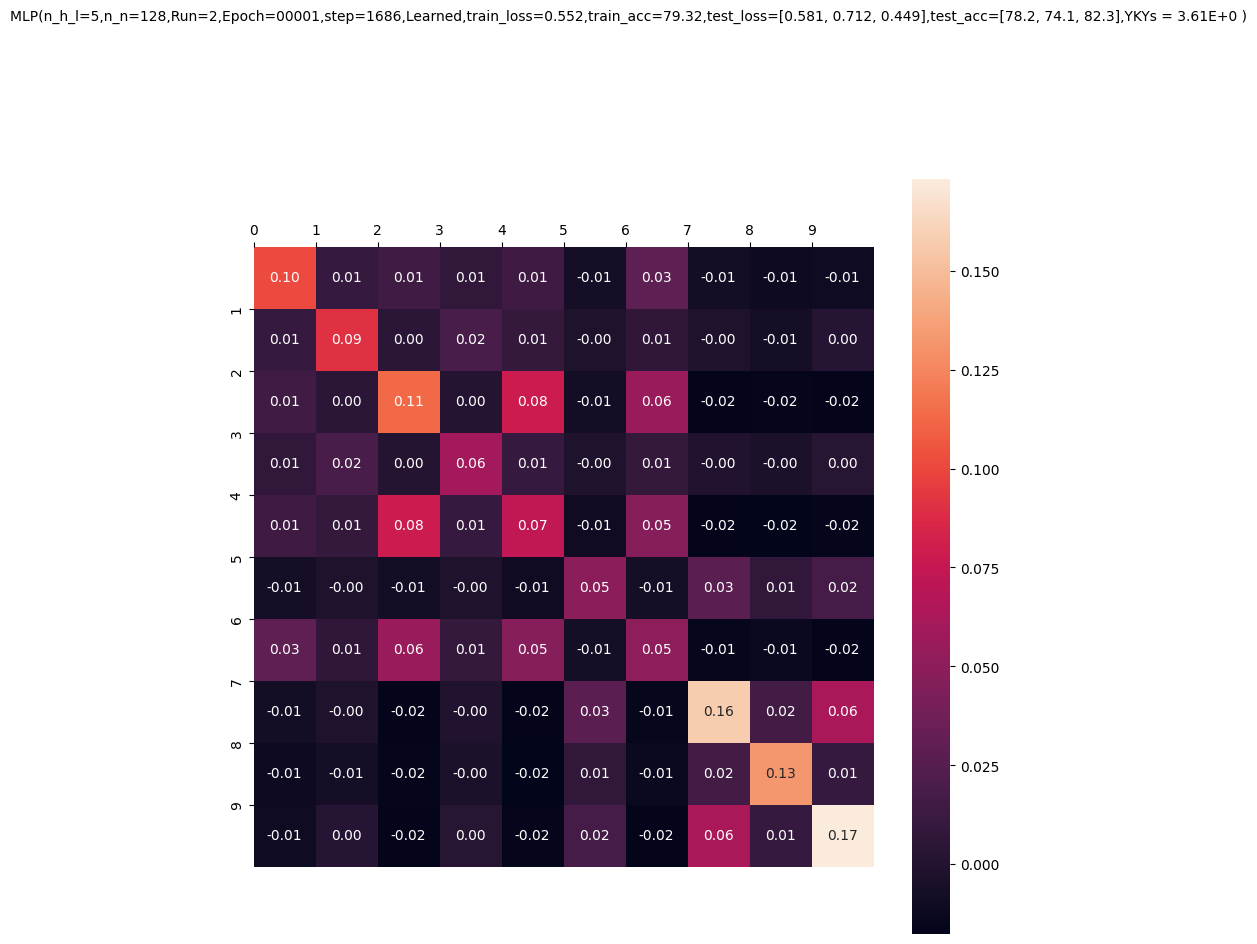 MLP(n_h_l=5,n_n=128,Run=2,Epoch=00001,step=1686,Learned,train_loss=0.552,train_acc=79.32,test_loss=[0.581, 0.712, 0.449],test_acc=[78.2, 74.1, 82.3],YKYs = 3.61E+0 )
0 1 2 3 4 5 6 7 8 9
0.10 0.01 0.01 0.01 0.01 -0.01 0.03 -0.01 -0.01 -0.01
1
0.01 0.09 0.00 0.02 0.01 -0.00 0.01 -0.00 -0.01 0.00
2
0.01 0.00 0.11 0.00 0.08 -0.01 0.06 -0.02 -0.02 -0.02
3
0.01 0.02 0.00 0.06 0.01 -0.00 0.01 -0.00 -0.00 0.00
4
0.01 0.01 0.08 0.01 0.07 -0.01 0.05 -0.02 -0.02 -0.02
5
-0.01 -0.00 -0.01 -0.00 -0.01 0.05 -0.01 0.03 0.01 0.02
6
0.03 0.01 0.06 0.01 0.05 -0.01 0.05 -0.01 -0.01 -0.02
7
-0.01 -0.00 -0.02 -0.00 -0.02 0.03 -0.01 0.16 0.02 0.06
8
-0.01 -0.01 -0.02 -0.00 -0.02 0.01 -0.01 0.02 0.13 0.01
9
-0.01 0.00 -0.02 0.00 -0.02 0.02 -0.02 0.06 0.01 0.17
0.150
0.125
0.100
0.075
0.050
0.025
0.000